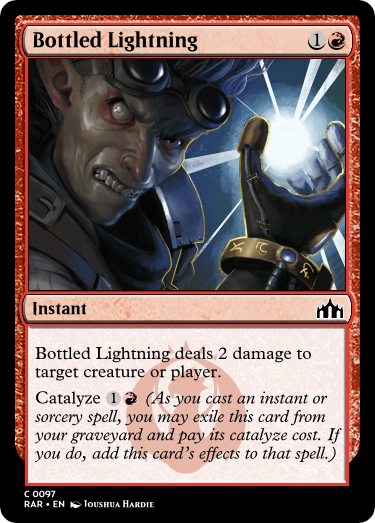 Bottled Lightning 1
Instant
Bottled Lightning deals 2 damage to
target creature or player.
Catalyze 1 (As you cast an instant or
sorcery spell, you may exile this card from
your graveyard and pay its catalyze cost. If
you do, add this card's effects to that spell.)
C 0097
RAR • EN Joushua Hardie